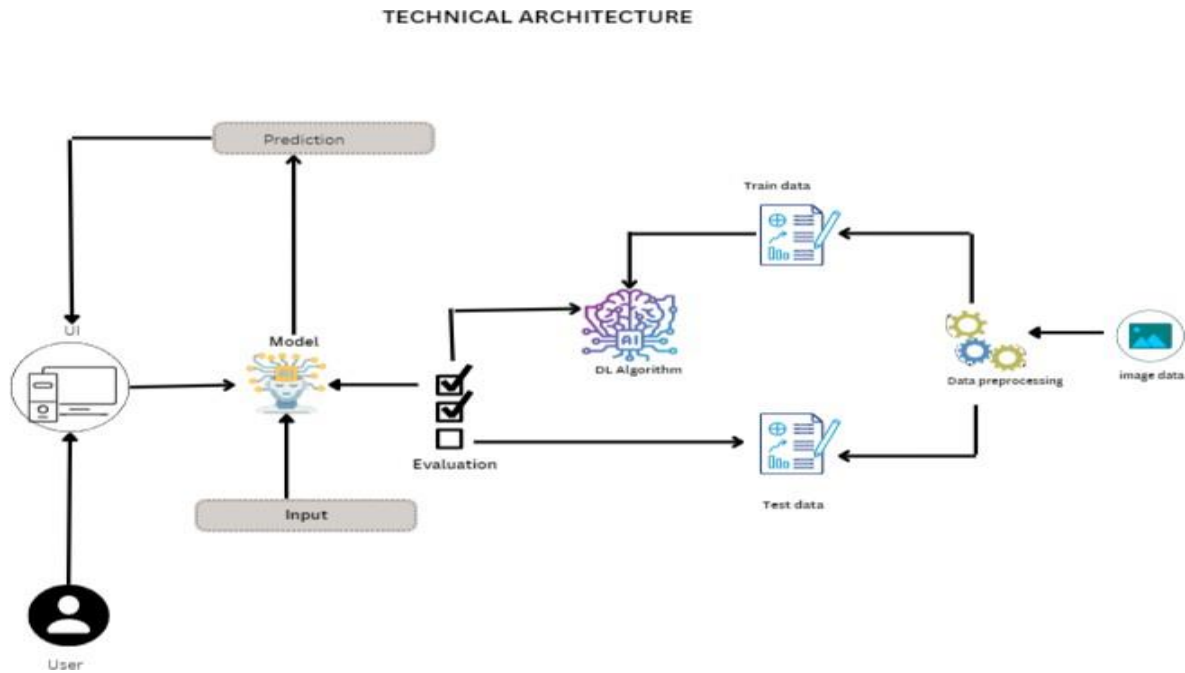 TECHNICAL ARCHITECTURE
Prediction
Train data
UI
Model
AI
AI
DL Algorithm
Data preprocessing
image data
Evaluation
Test data
Input
User